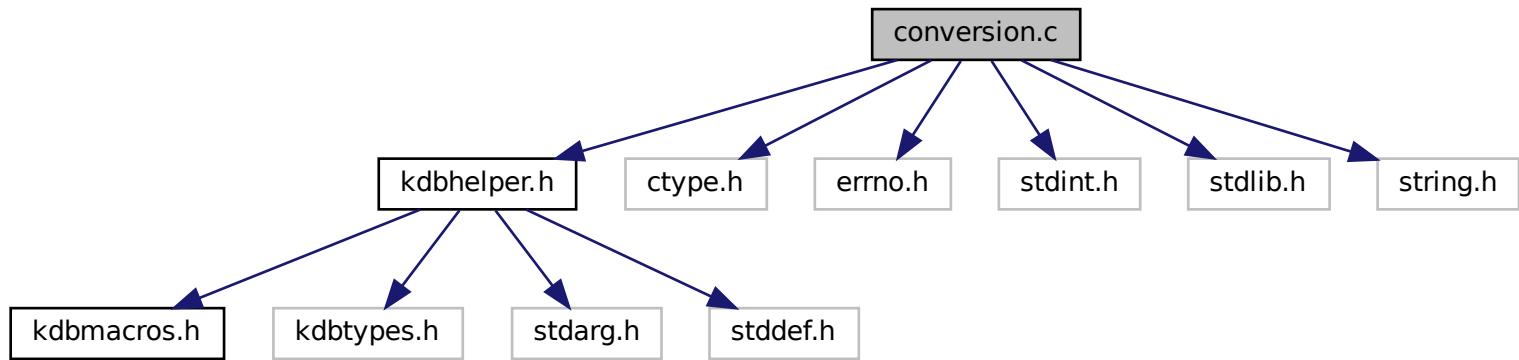 conversion.c
kdbhelper.h
ctype.h
errno.h
stdint.h
stdlib.h
string.h
kdbmacros.h
kdbtypes.h
stdarg.h
stddef.h